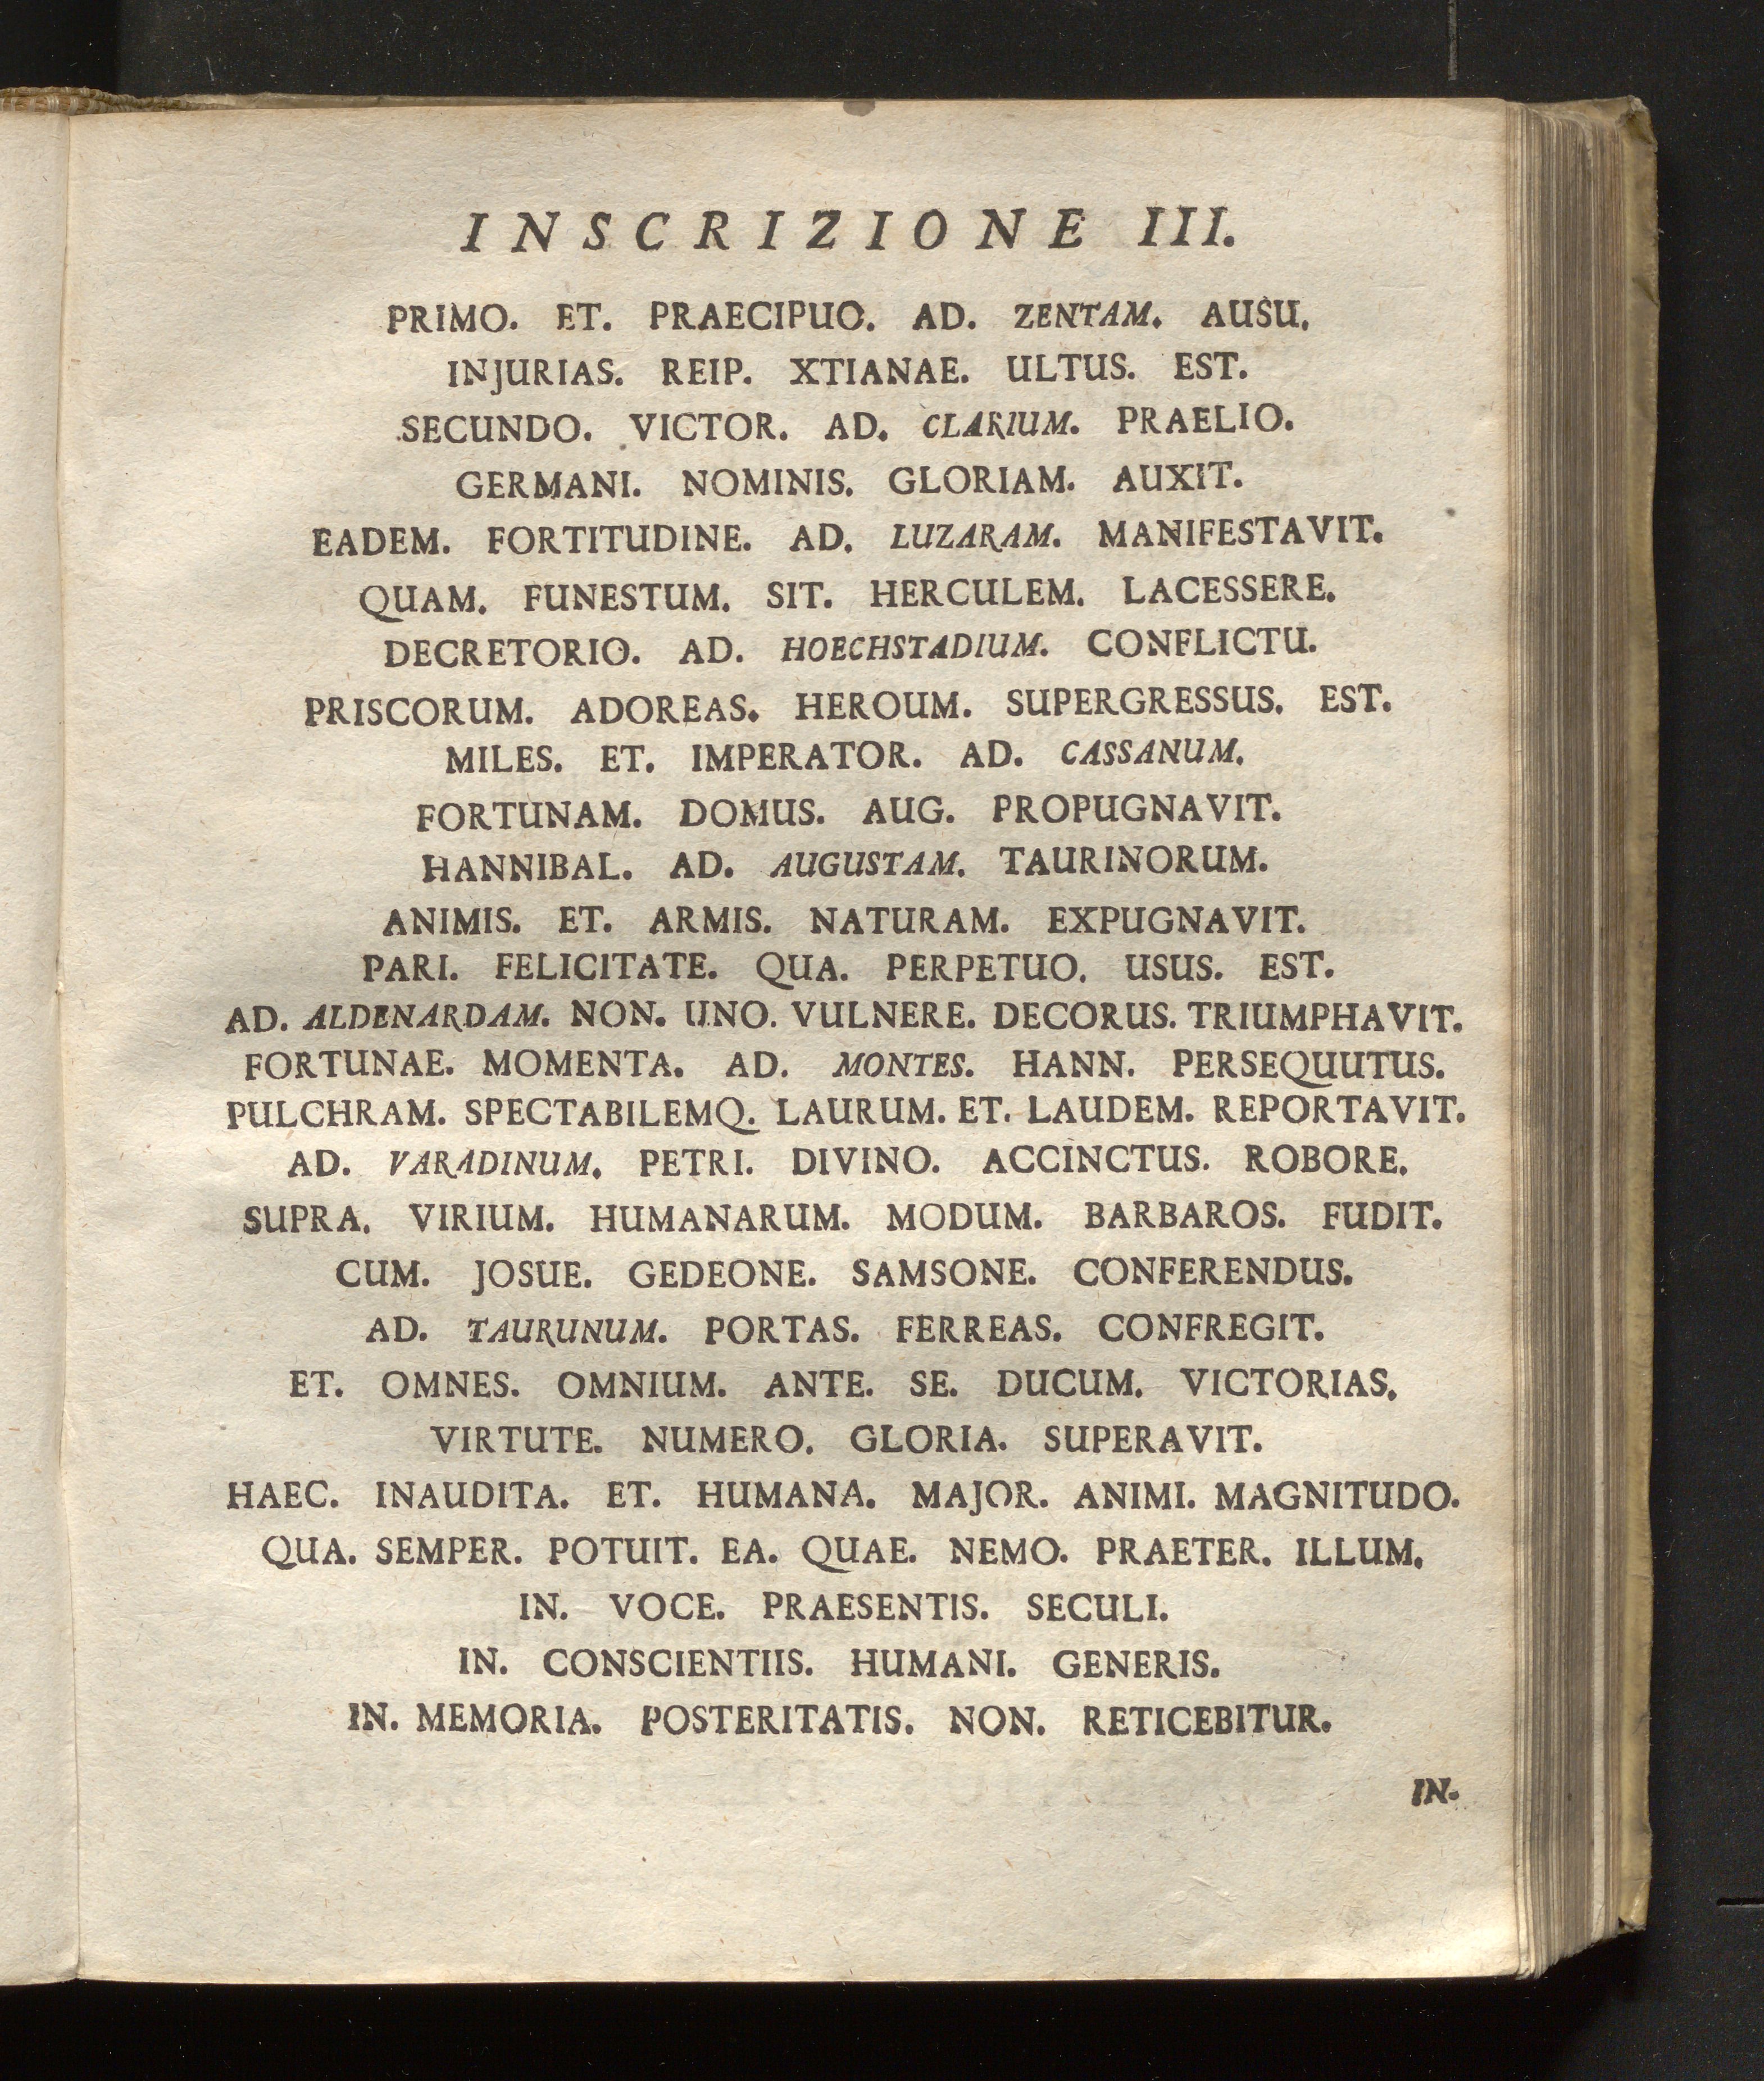 INSCRIZIONE III.
PRIMO. ET. PRAECIPUO. AD. ZENTAM. AUSU.
INJURIAS. REIP. XTIANAE. ULTUS. EST.
SECUNDO. VICTOR. AD. CLARIUM. PRAELIO.
GERMANI. NOMINIS. GLORIAM. AUXIT.
EADEM. FORTITUDINE. AD. LUZARAM. MANIFESTAVIT.
QUAM. FUNESTUM. SIT. HERCULEM. LACESSERE.
DECRETORIO. AD. HOECHSTADIUM. CONFLICTU.
PRISCORUM. ADOREAS. HEROUM. SUPERGRESSUS. EST.
MILES. ET. IMPERATOR. AD. CASSANUM.
FORTUNAM. DOMUS. AUG. PROPUGNAVIT.
HANNIBAL. AD. AUGUSTAM. TAURINORUM.
ANIMIS. ET. ARMIS. NATURAM. EXPUGNAVIT.
PARI. FELICITATE. QUA. PERPETUO. USUS. EST.
AD. ALDENARDAM. NON. UNO. VULNERE. DECORUS. TRIUMPHAVIT.
FORTUNAE. MOMENTA. AD. MONTES. HANN. PERSEQUUTUS.
PULCHRAM. SPECTABILEMQ. LAURUM. ET. LAUDEM. REPORTAVIT.
AD. VARADINUM. PETRI. DIVINO. ACCINCTUS. ROBORE.
SUPRA. VIRIUM. HUMANARUM. MODUM. BARBAROS. FUDIT.
CUM. JOSUE. GEDEONE. SAMSONE. CONFERENDUS.
AD. TAURUNUM. PORTAS. FERREAS. CONFREGIT.
ET. OMNES. OMNIUM. ANTE. SE. DUCUM. VICTORIAS.
VIRTUTE. NUMERO. GLORIA. SUPERAVIT.
HAEC. INAUDITA. ET. HUMANA. MAJOR. ANIMI. MAGNITUDO.
QUA. SEMPER. POTUIT. EA. QUAE. NEMO. PRAETER. ILLUM.
IN. VOCE. PRAESENTIS. SECULI.
IN. CONSCIENTIIS. HUMANI. GENERIS.
IN. MEMORIA. POSTERITATIS. NON. RETICEBITUR.
IN-